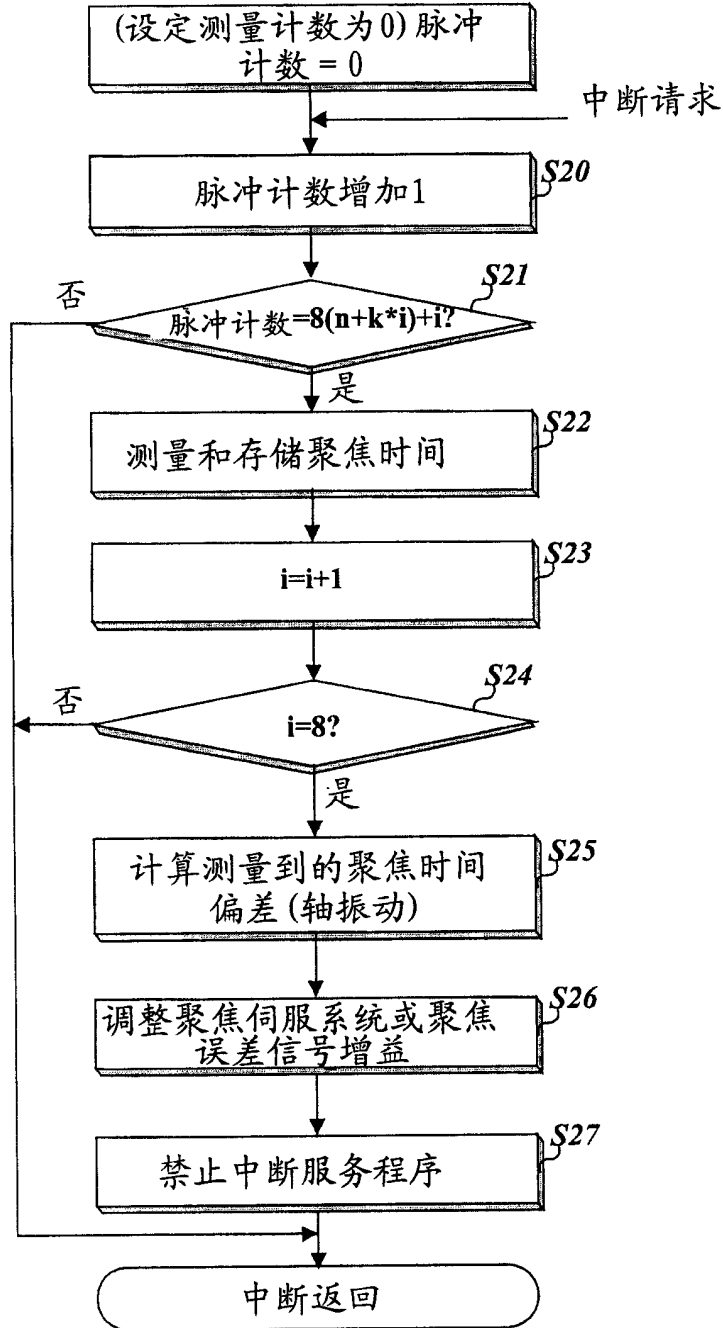 (设定测量计数为0)脉冲
计数 = 0
中断请求
S20
脉冲计数增加1
S21
否
脉冲计数=8(n+k*i)+i?
是
S22
测量和存储聚焦时间
S23
i=i+1
S24
否
i=8?
是
S25
计算测量到的聚焦时间
偏差(轴振动)
S26
调整聚焦伺服系统或聚焦
误差信号增益
S27
禁止中断服务程序
中断返回